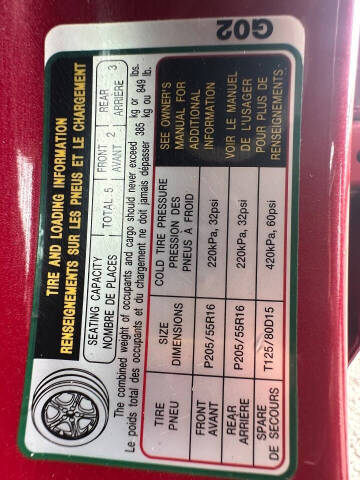 TIRE AND LOADING INFORMATION
RENSEIGNEMENTS SUR LES PNEUS ET LE CHARGEMENT
SEATING CAPACITY
NOMBRE DE PLACES
TOTAL 5
FRONT
AVANT 2
REAR
ARRIÈRE 3
The combined weight of occupants and cargo should never exceed 385 kg or 849 lbs.
Le poids total des occupants et du chargement ne doit jamais dépasser 385 kg ou 849 lb.
TIRE
PNEU
SIZE
DIMENSIONS
COLD TIRE PRESSURE
PRESSION DES
PNEUS À FROID
FRONT
AVANT
P205/55R16
220kPa, 32psi
REAR
ARRIÈRE
P205/55R16
220kPa, 32psi
SPARE
DE SECOURS
T125/80D15
420kPa, 60psi
SEE OWNER'S
MANUAL FOR
ADDITIONAL
INFORMATION
VOIR LE MANUEL
DE L'USAGER
POUR PLUS DE
RENSEIGNEMENTS
G02